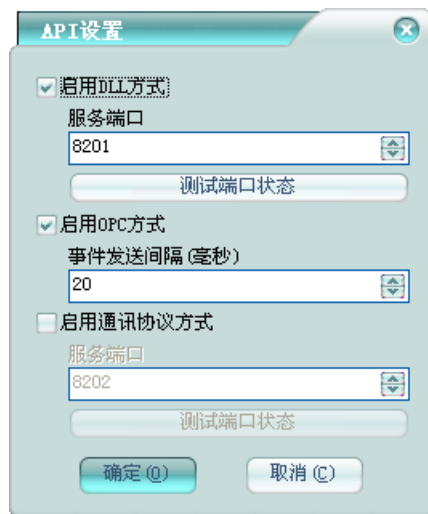 API设置
启用DLL方式
服务端口
8201
测试端口状态
启用OPC方式
事件发送间隔(毫秒)
20
启用通讯协议方式
服务端口
8202
测试端口状态
确定(O) 取消(C)